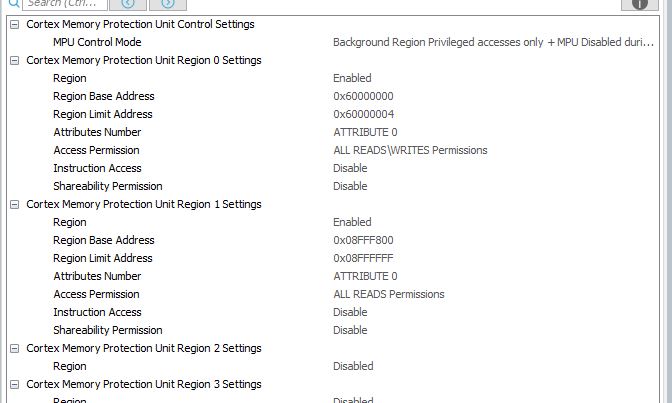 Search (Ctrl...
Cortex Memory Protection Unit Control Settings
MPU Control Mode Background Region Privileged accesses only + MPU Disabled duri...
Cortex Memory Protection Unit Region 0 Settings
Region Enabled
Region Base Address 0x60000000
Region Limit Address 0x60000004
Attributes Number ATTRIBUTE 0
Access Permission ALL READS\WRITES Permissions
Instruction Access Disable
Shareability Permission Disable
Cortex Memory Protection Unit Region 1 Settings
Region Enabled
Region Base Address 0x08FFF800
Region Limit Address 0x08FFFFFF
Attributes Number ATTRIBUTE 0
Access Permission ALL READS Permissions
Instruction Access Disable
Shareability Permission Disable
Cortex Memory Protection Unit Region 2 Settings
Region Disabled
Cortex Memory Protection Unit Region 3 Settings
Region Disabled